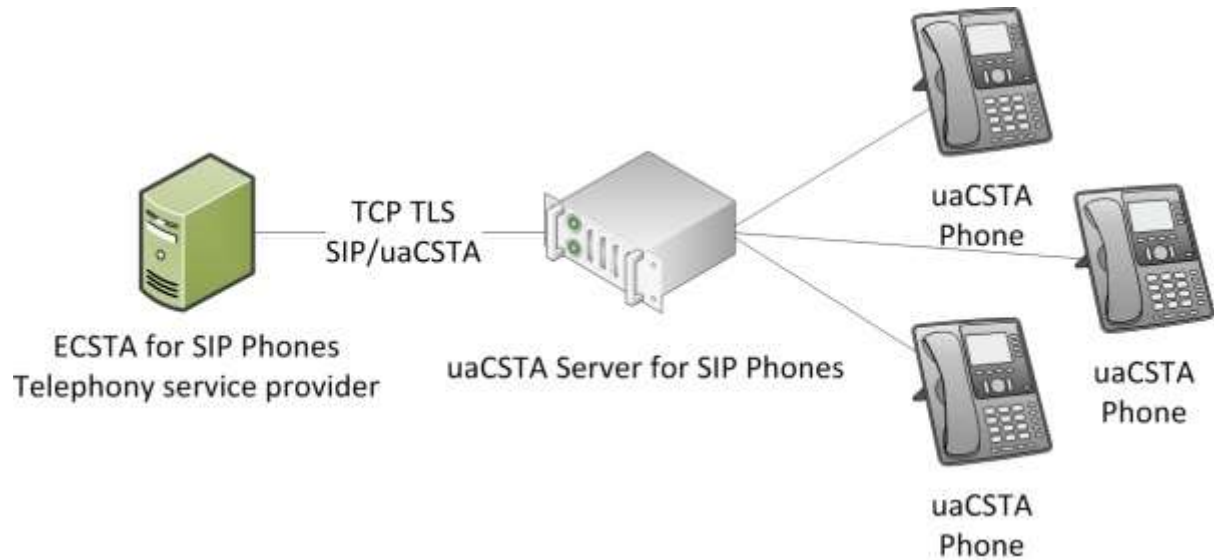 TCP TLS
SIP/uaCSTA
ECSTA for SIP Phones
Telephony service provider
uaCSTA Server for SIP Phones
uaCSTA
Phone
uaCSTA
Phone
uaCSTA
Phone